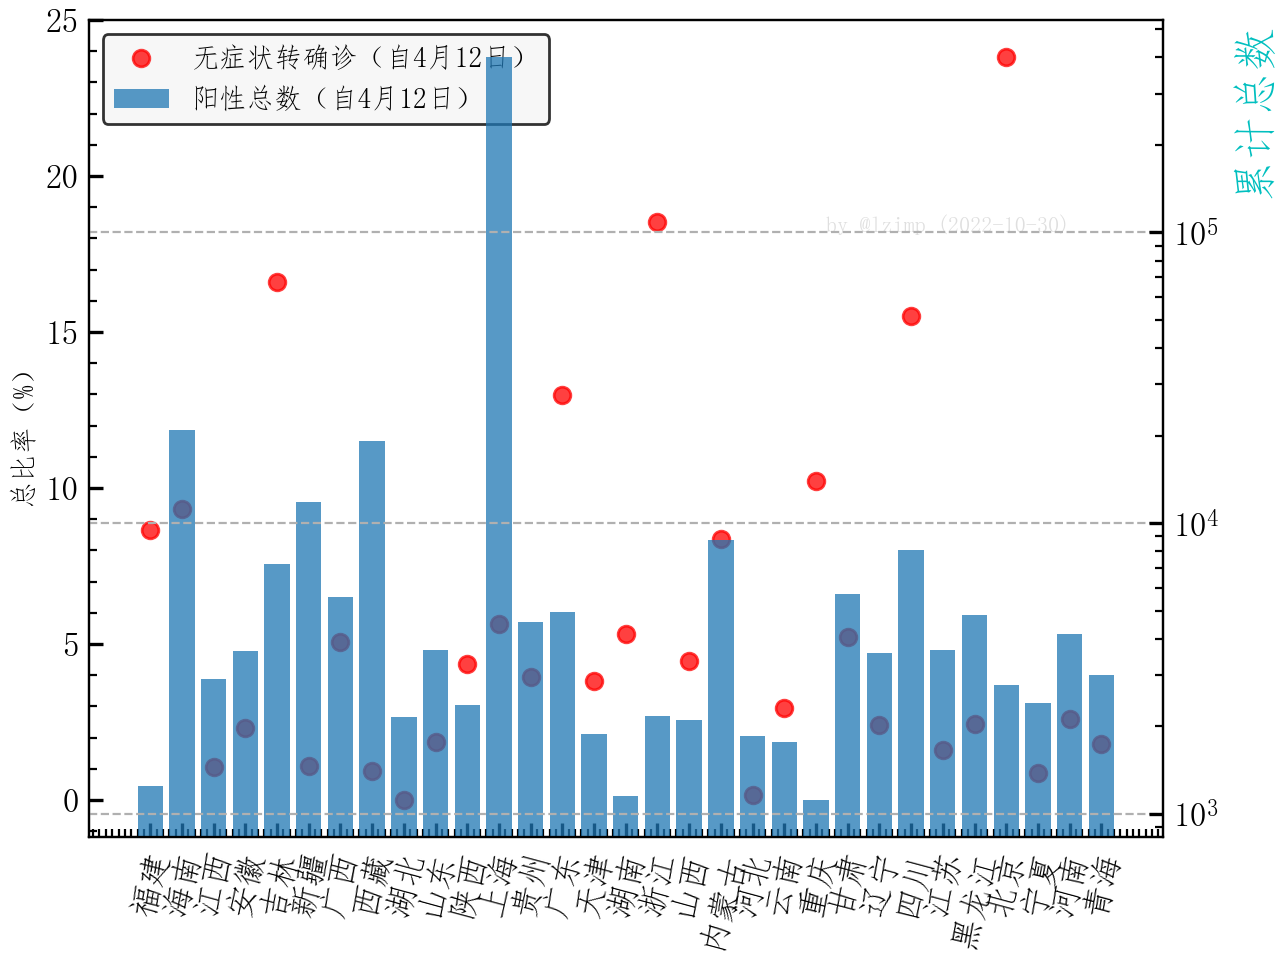 无症状转确诊（自4月12日）
阳性总数（自4月12日）
累计总数
总比率 (%)
25
20
15
10
5
0
10⁵
10⁴
10³
by @lzimp (2022-10-30)
福建
海南
江西
安徽
吉林
新疆
广西
西藏
湖北
山东
陕西
上海
贵州
广东
天津
湖南
浙江
山西
内蒙古
河北
云南
重庆
甘肃
辽宁
四川
江苏
黑龙江
北京
宁夏
河南
青海